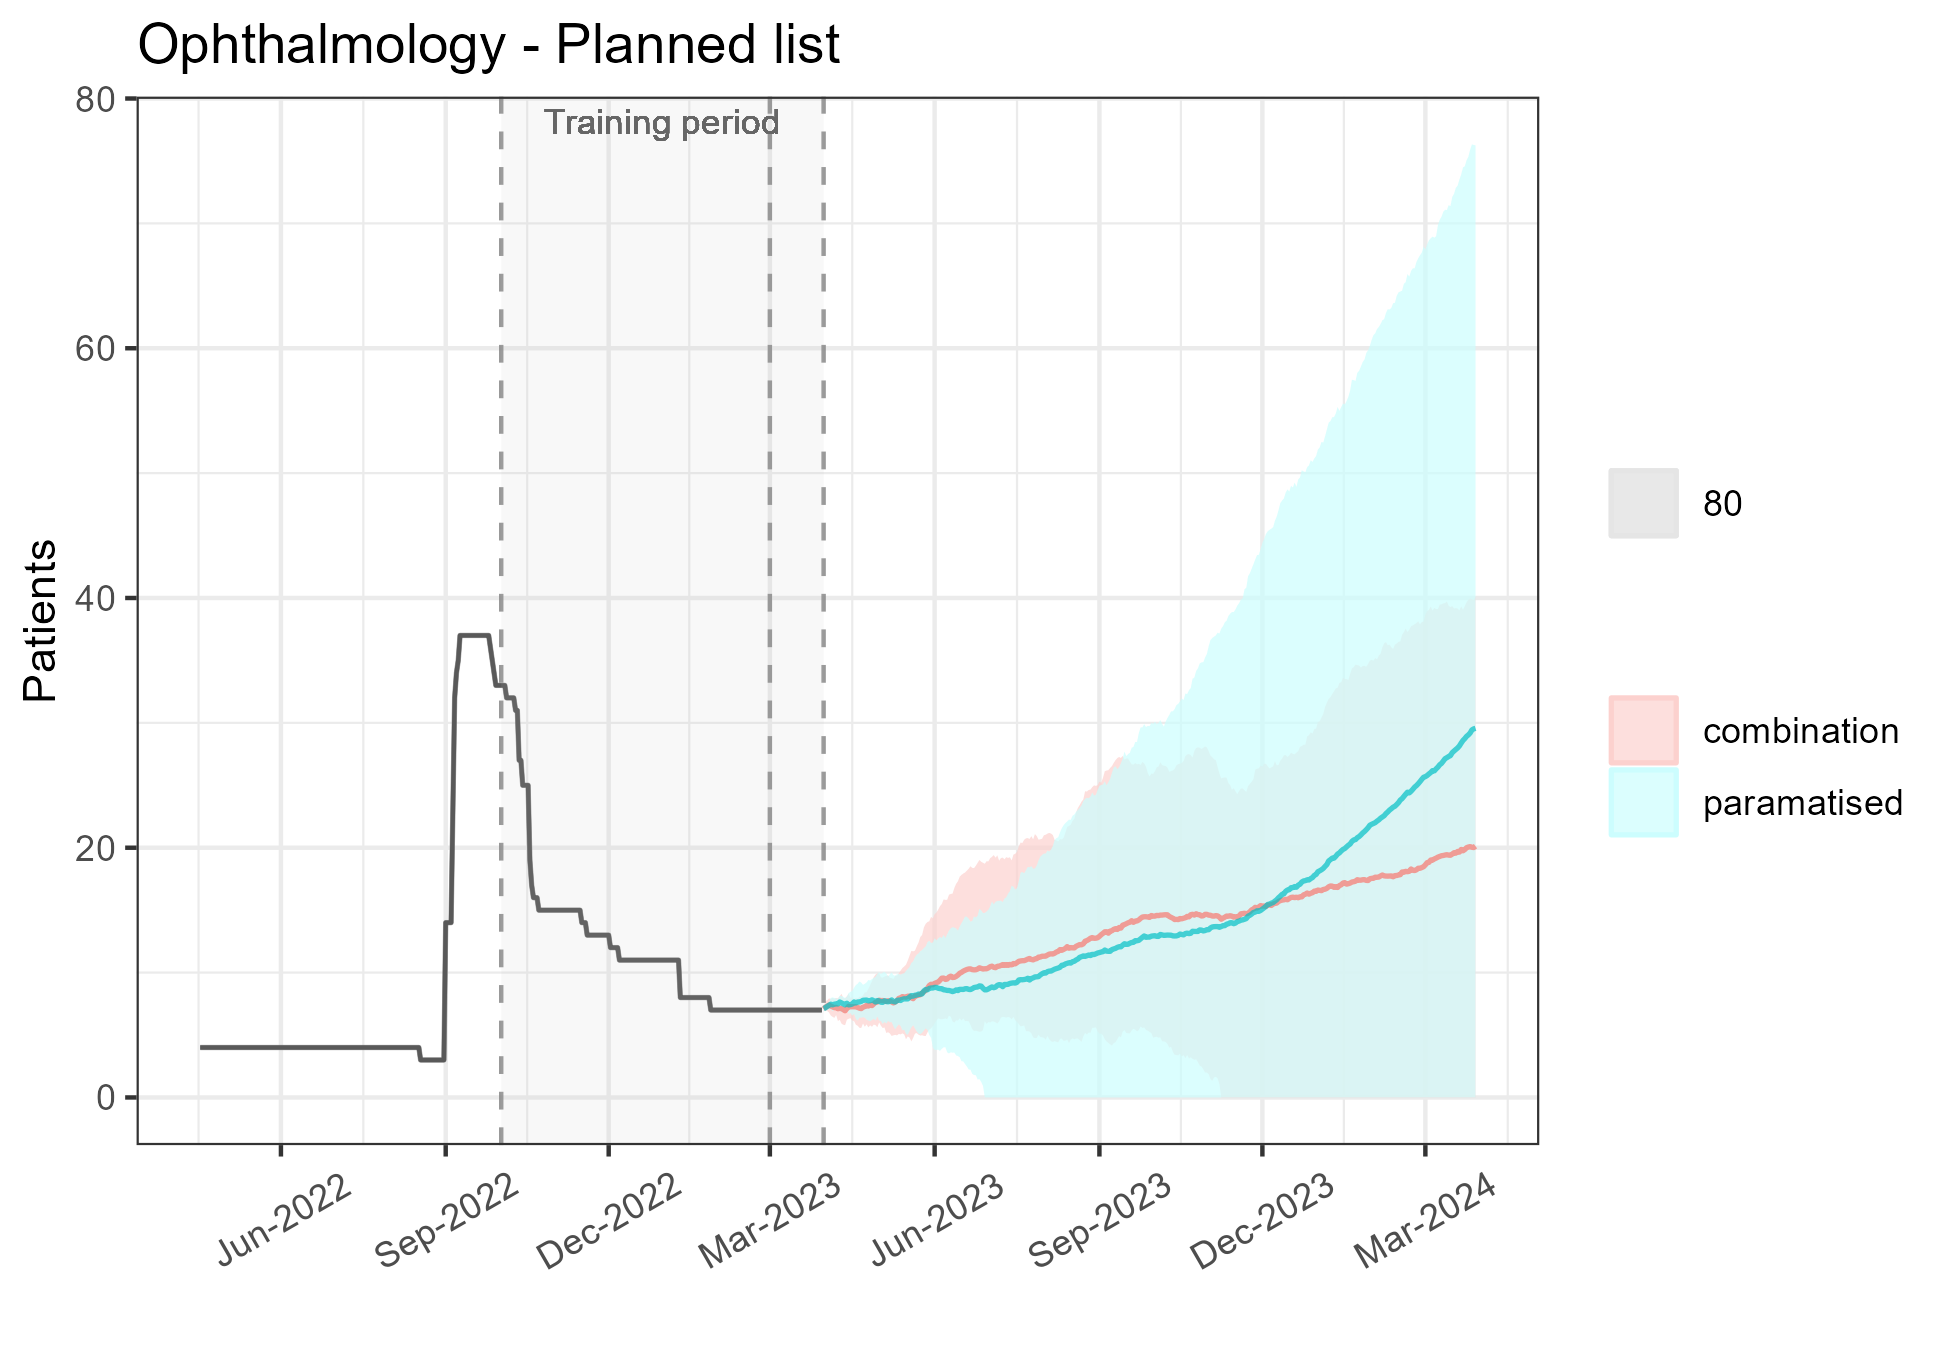 Ophthalmology - Planned list
Training period
80
60
40
20
0
Patients
Jun-2022
Sep-2022
Dec-2022
Mar-2023
Jun-2023
Sep-2023
Dec-2023
Mar-2024
80
combination
paramatised